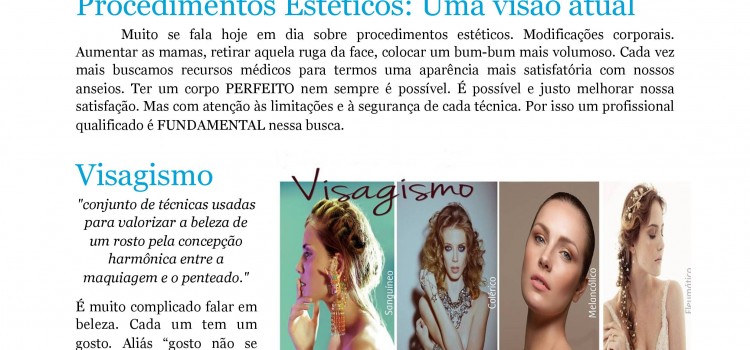 Procedimentos Estéticos: Uma visão atual
Muito se fala hoje em dia sobre procedimentos estéticos. Modificações corporais.
Aumentar as mamas, retirar aquela ruga da face, colocar um bum-bum mais volumoso. Cada vez
mais buscamos recursos médicos para termos uma aparência mais satisfatória com nossos
anseios. Ter um corpo PERFEITO nem sempre é possível. É possível e justo melhorar nossa
satisfação. Mas com atenção às limitações e à segurança de cada técnica. Por isso um profissional
qualificado é FUNDAMENTAL nessa busca.
Visagismo
"conjunto de técnicas usadas
para valorizar a beleza de
um rosto pela concepção
harmônica entre a
maquiagem e o penteado."
É muito complicado falar em
beleza. Cada um tem um
gosto. Aliás “gosto não se
Visagismo
Sanguíneo
Colérico
Melancólico
Fleumático